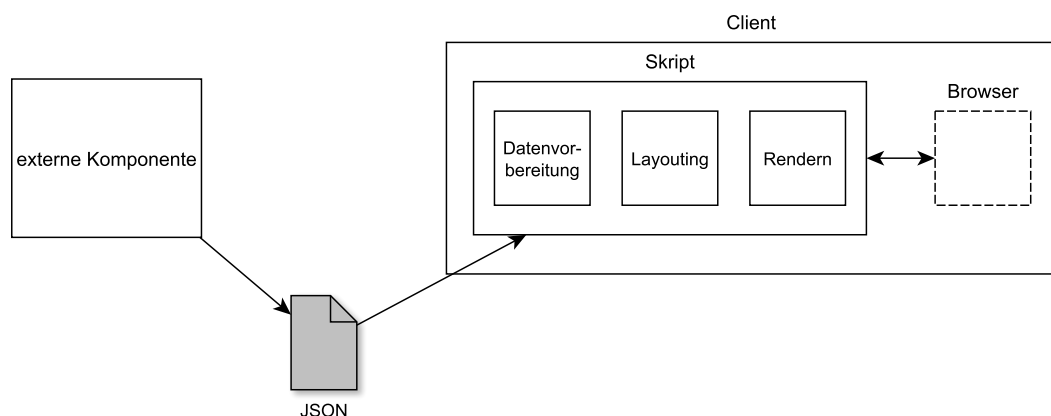 Client
Skript
Browser
externe Komponente
Datenvor-
bereitung
Layouting
Rendern
JSON